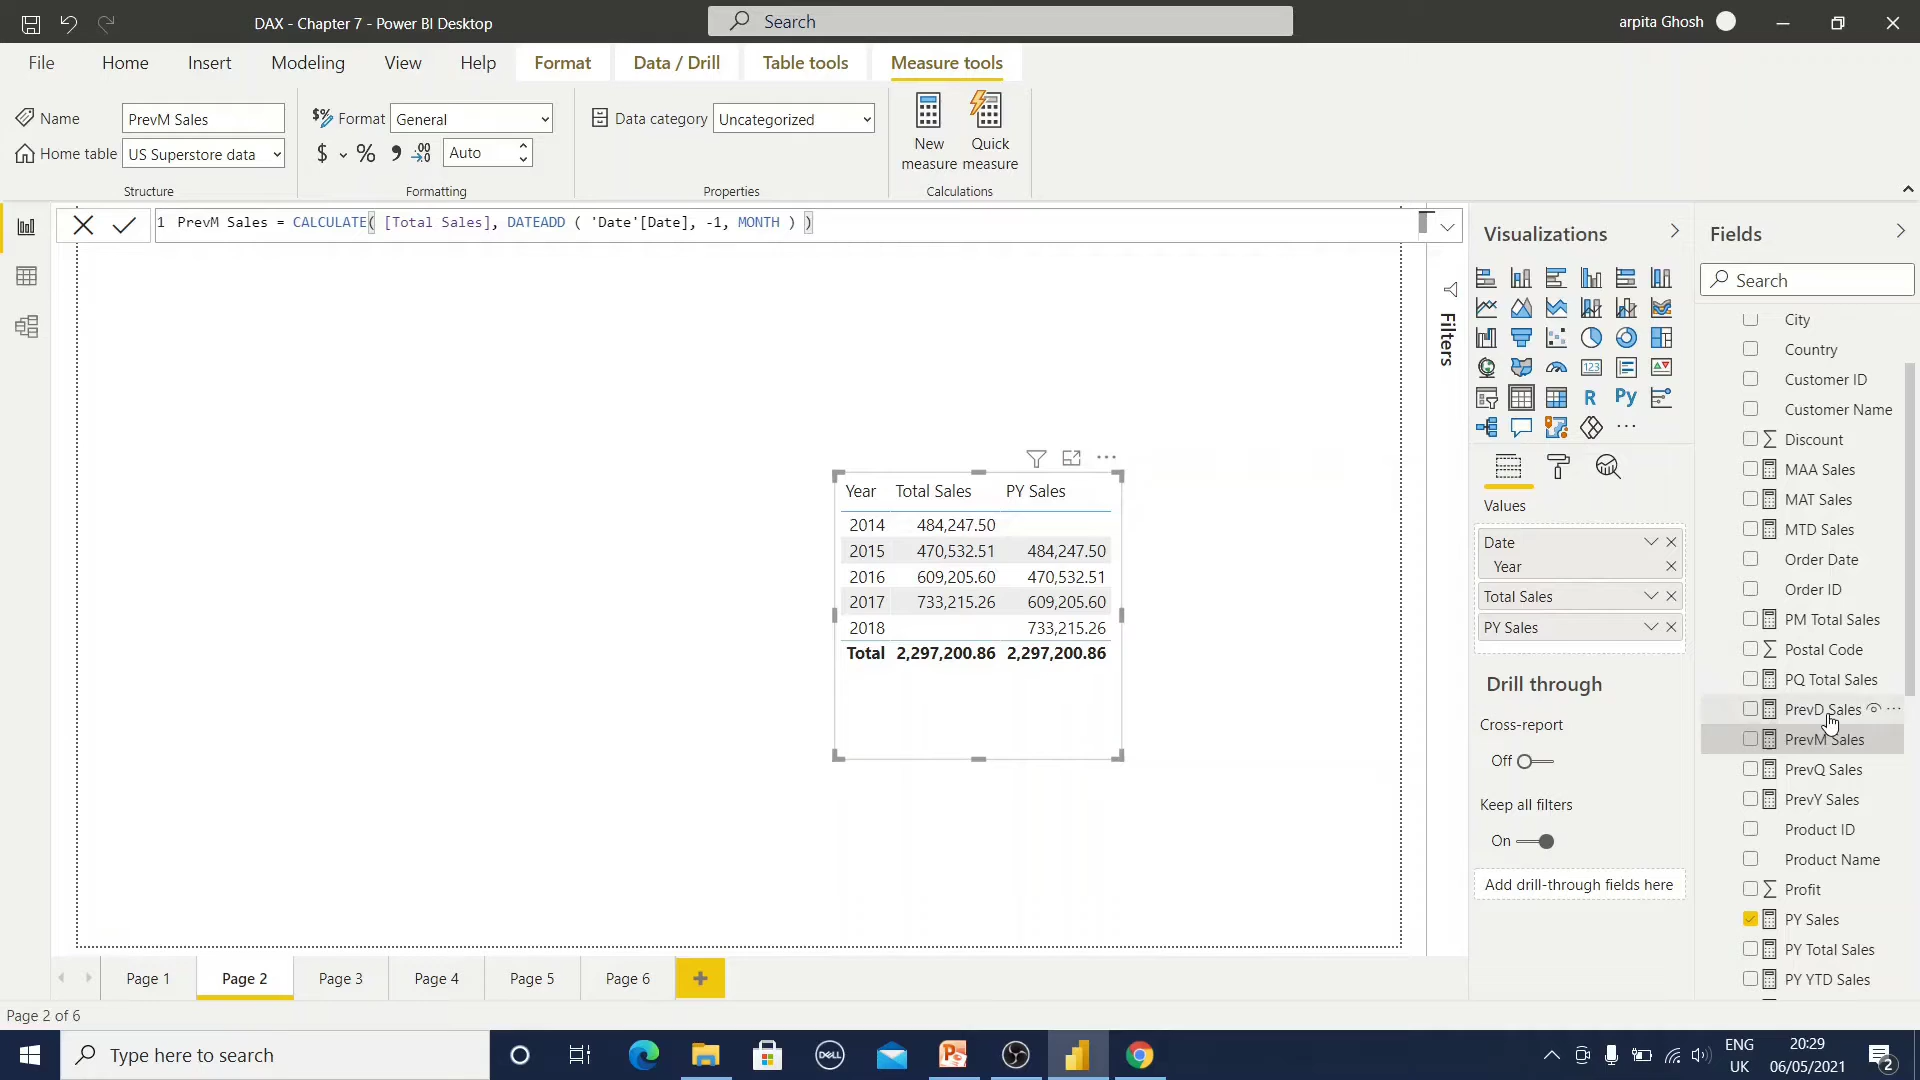 DAX - Chapter 7 - Power BI Desktop
Search
arpita Ghosh
File
Home
Insert
Modeling
View
Help
Format
Data / Drill
Table tools
Measure tools
Name
PrevM Sales
Home table
US Superstore data
Structure
$% Format
General
$ % , .00
Auto
Formatting
Data category
Uncategorized
Properties
New measure
Quick measure
Calculations
1 PrevM Sales = CALCULATE( [Total Sales], DATEADD ( 'Date'[Date], -1, MONTH ) )
Year Total Sales PY Sales
2014 484,247.50
2015 470,532.51 484,247.50
2016 609,205.60 470,532.51
2017 733,215.26 609,205.60
2018 733,215.26
Total 2,297,200.86 2,297,200.86
Filters
Visualizations
123
R Py
Values
Date
Year
Total Sales
PY Sales
Drill through
Cross-report
Off
Keep all filters
On
Add drill-through fields here
Fields
Search
City
Country
Customer ID
Customer Name
Discount
MAA Sales
MAT Sales
MTD Sales
Order Date
Order ID
PM Total Sales
Postal Code
PQ Total Sales
PrevD Sales
PrevM Sales
PrevQ Sales
PrevY Sales
Product ID
Product Name
Profit
PY Sales
PY Total Sales
PY YTD Sales
Page 1
Page 2
Page 3
Page 4
Page 5
Page 6
Page 2 of 6
Type here to search
DELL
ENG
UK
20:29
06/05/2021
2